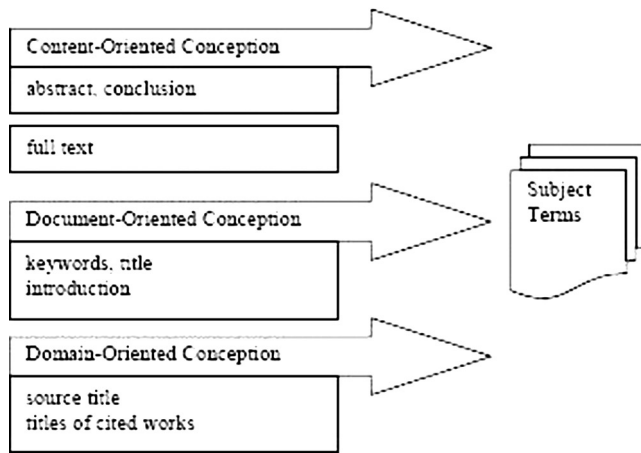 Content-Oriented Conception
abstract, conclusion
full text
Document-Oriented Conception
keywords, title
introduction
Domain-Oriented Conception
source title
titles of cited works
Subject
Terms